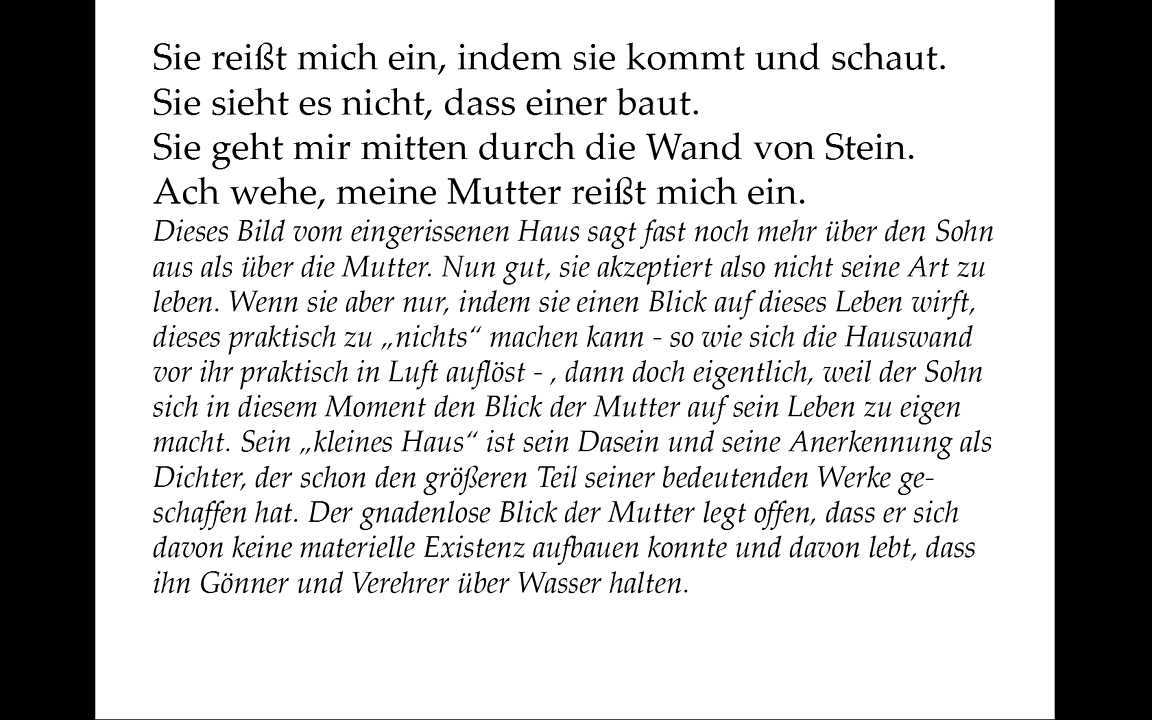 Sie reißt mich ein, indem sie kommt und schaut.
Sie sieht es nicht, dass einer baut.
Sie geht mir mitten durch die Wand von Stein.
Ach wehe, meine Mutter reißt mich ein.
Dieses Bild vom eingerissenen Haus sagt fast noch mehr über den Sohn
aus als über die Mutter. Nun gut, sie akzeptiert also nicht seine Art zu
leben. Wenn sie aber nur, indem sie einen Blick auf dieses Leben wirft,
dieses praktisch zu „nichts“ machen kann - so wie sich die Hauswand
vor ihr praktisch in Luft auflöst - , dann doch eigentlich, weil der Sohn
sich in diesem Moment den Blick der Mutter auf sein Leben zu eigen
macht. Sein „kleines Haus“ ist sein Dasein und seine Anerkennung als
Dichter, der schon den größeren Teil seiner bedeutenden Werke ge-
schaffen hat. Der gnadenlose Blick der Mutter legt offen, dass er sich
davon keine materielle Existenz aufbauen konnte und davon lebt, dass
ihn Gönner und Verehrer über Wasser halten.